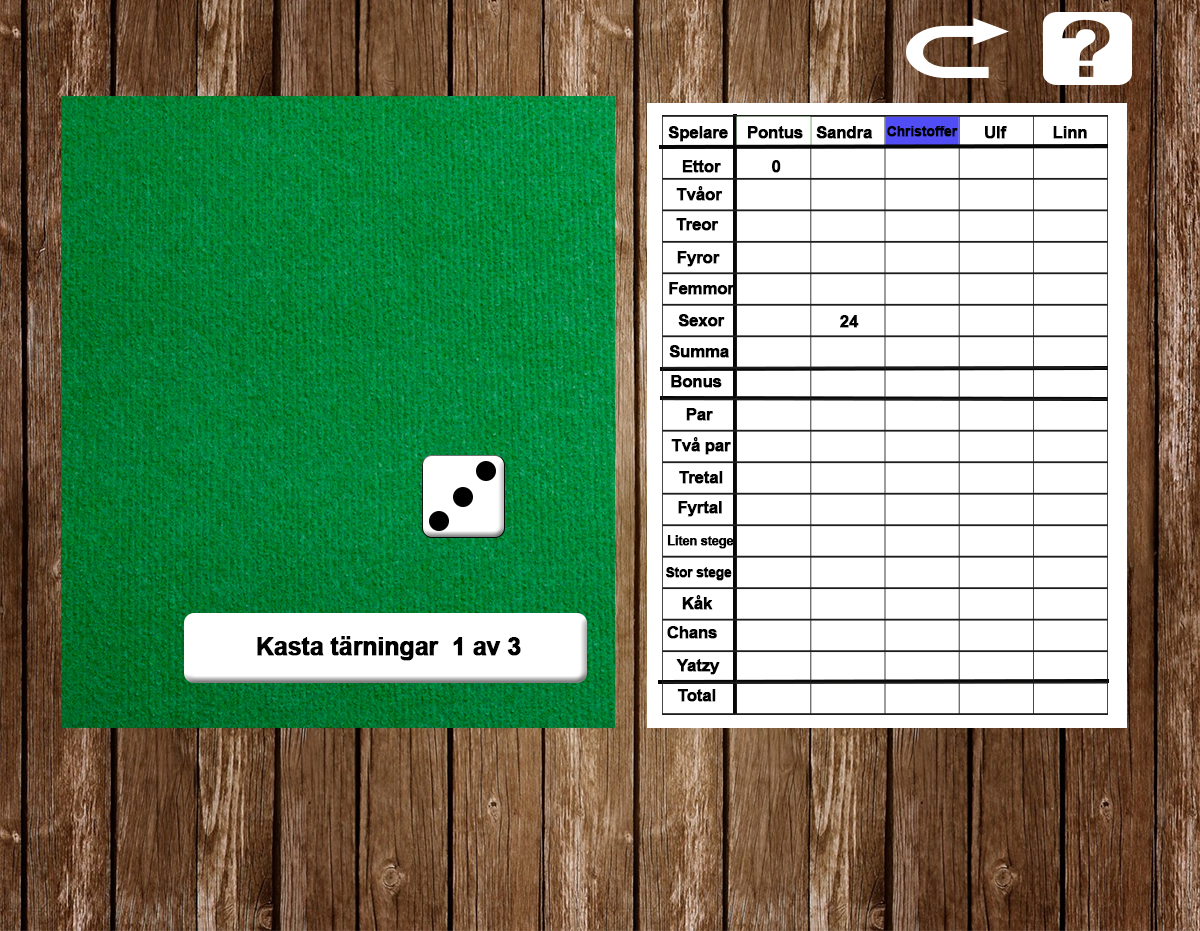 ?
Spelare Pontus Sandra Christoffer Ulf Linn
Ettor 0
Tvåor
Treor
Fyror
Femmor
Sexor 24
Summa
Bonus
Par
Två par
Tretal
Fyrtal
Liten stege
Stor stege
Kåk
Chans
Yatzy
Total
Kasta tärningar 1 av 3